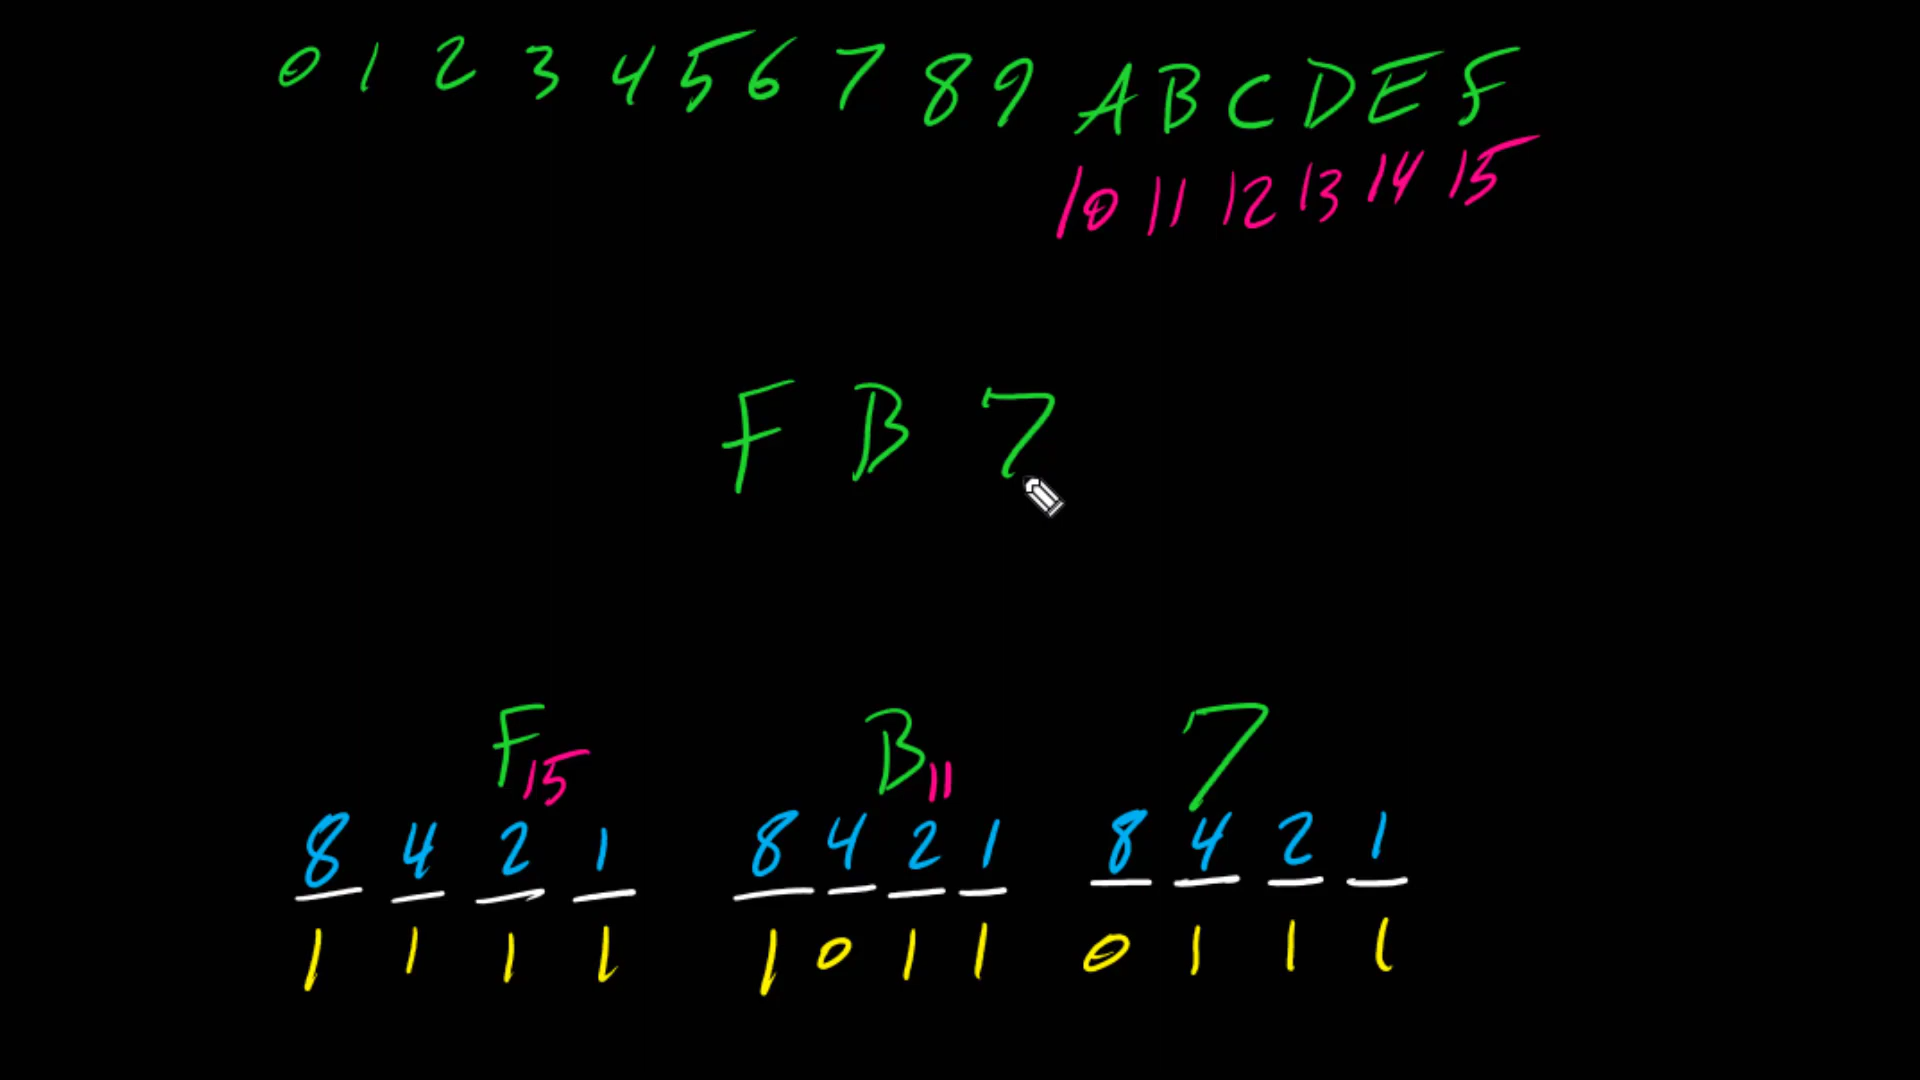 0 1 2 3 4 5 6 7 8 9 A B C D E F
10 11 12 13 14 15
F B 7
F 15 B 11 7
8 4 2 1 8 4 2 1 8 4 2 1
1 1 1 1 1 0 1 1 0 1 1 1